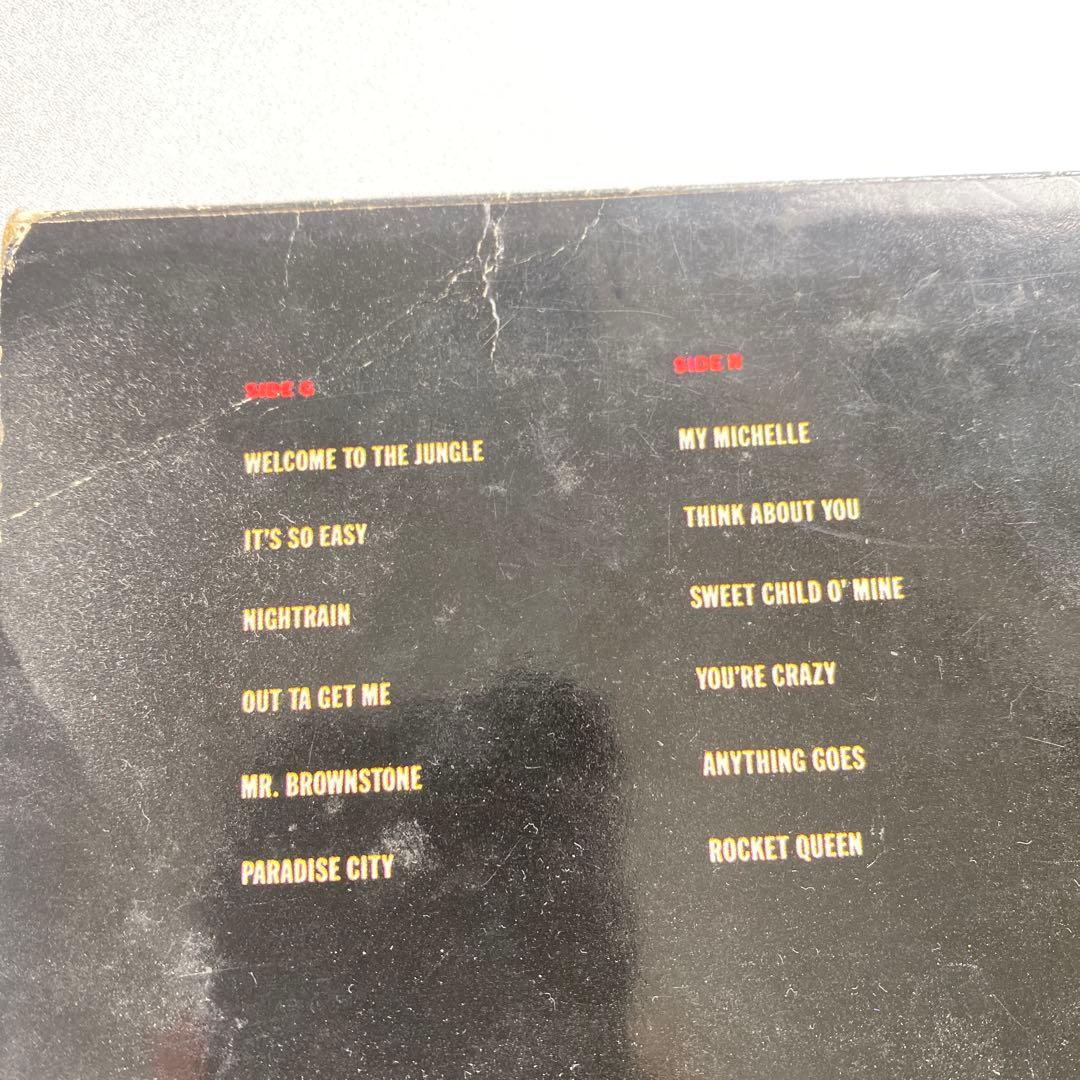 SIDE G
WELCOME TO THE JUNGLE
IT'S SO EASY
NIGHTRAIN
OUT TA GET ME
MR. BROWNSTONE
PARADISE CITY
SIDE R
MY MICHELLE
THINK ABOUT YOU
SWEET CHILD O' MINE
YOU'RE CRAZY
ANYTHING GOES
ROCKET QUEEN